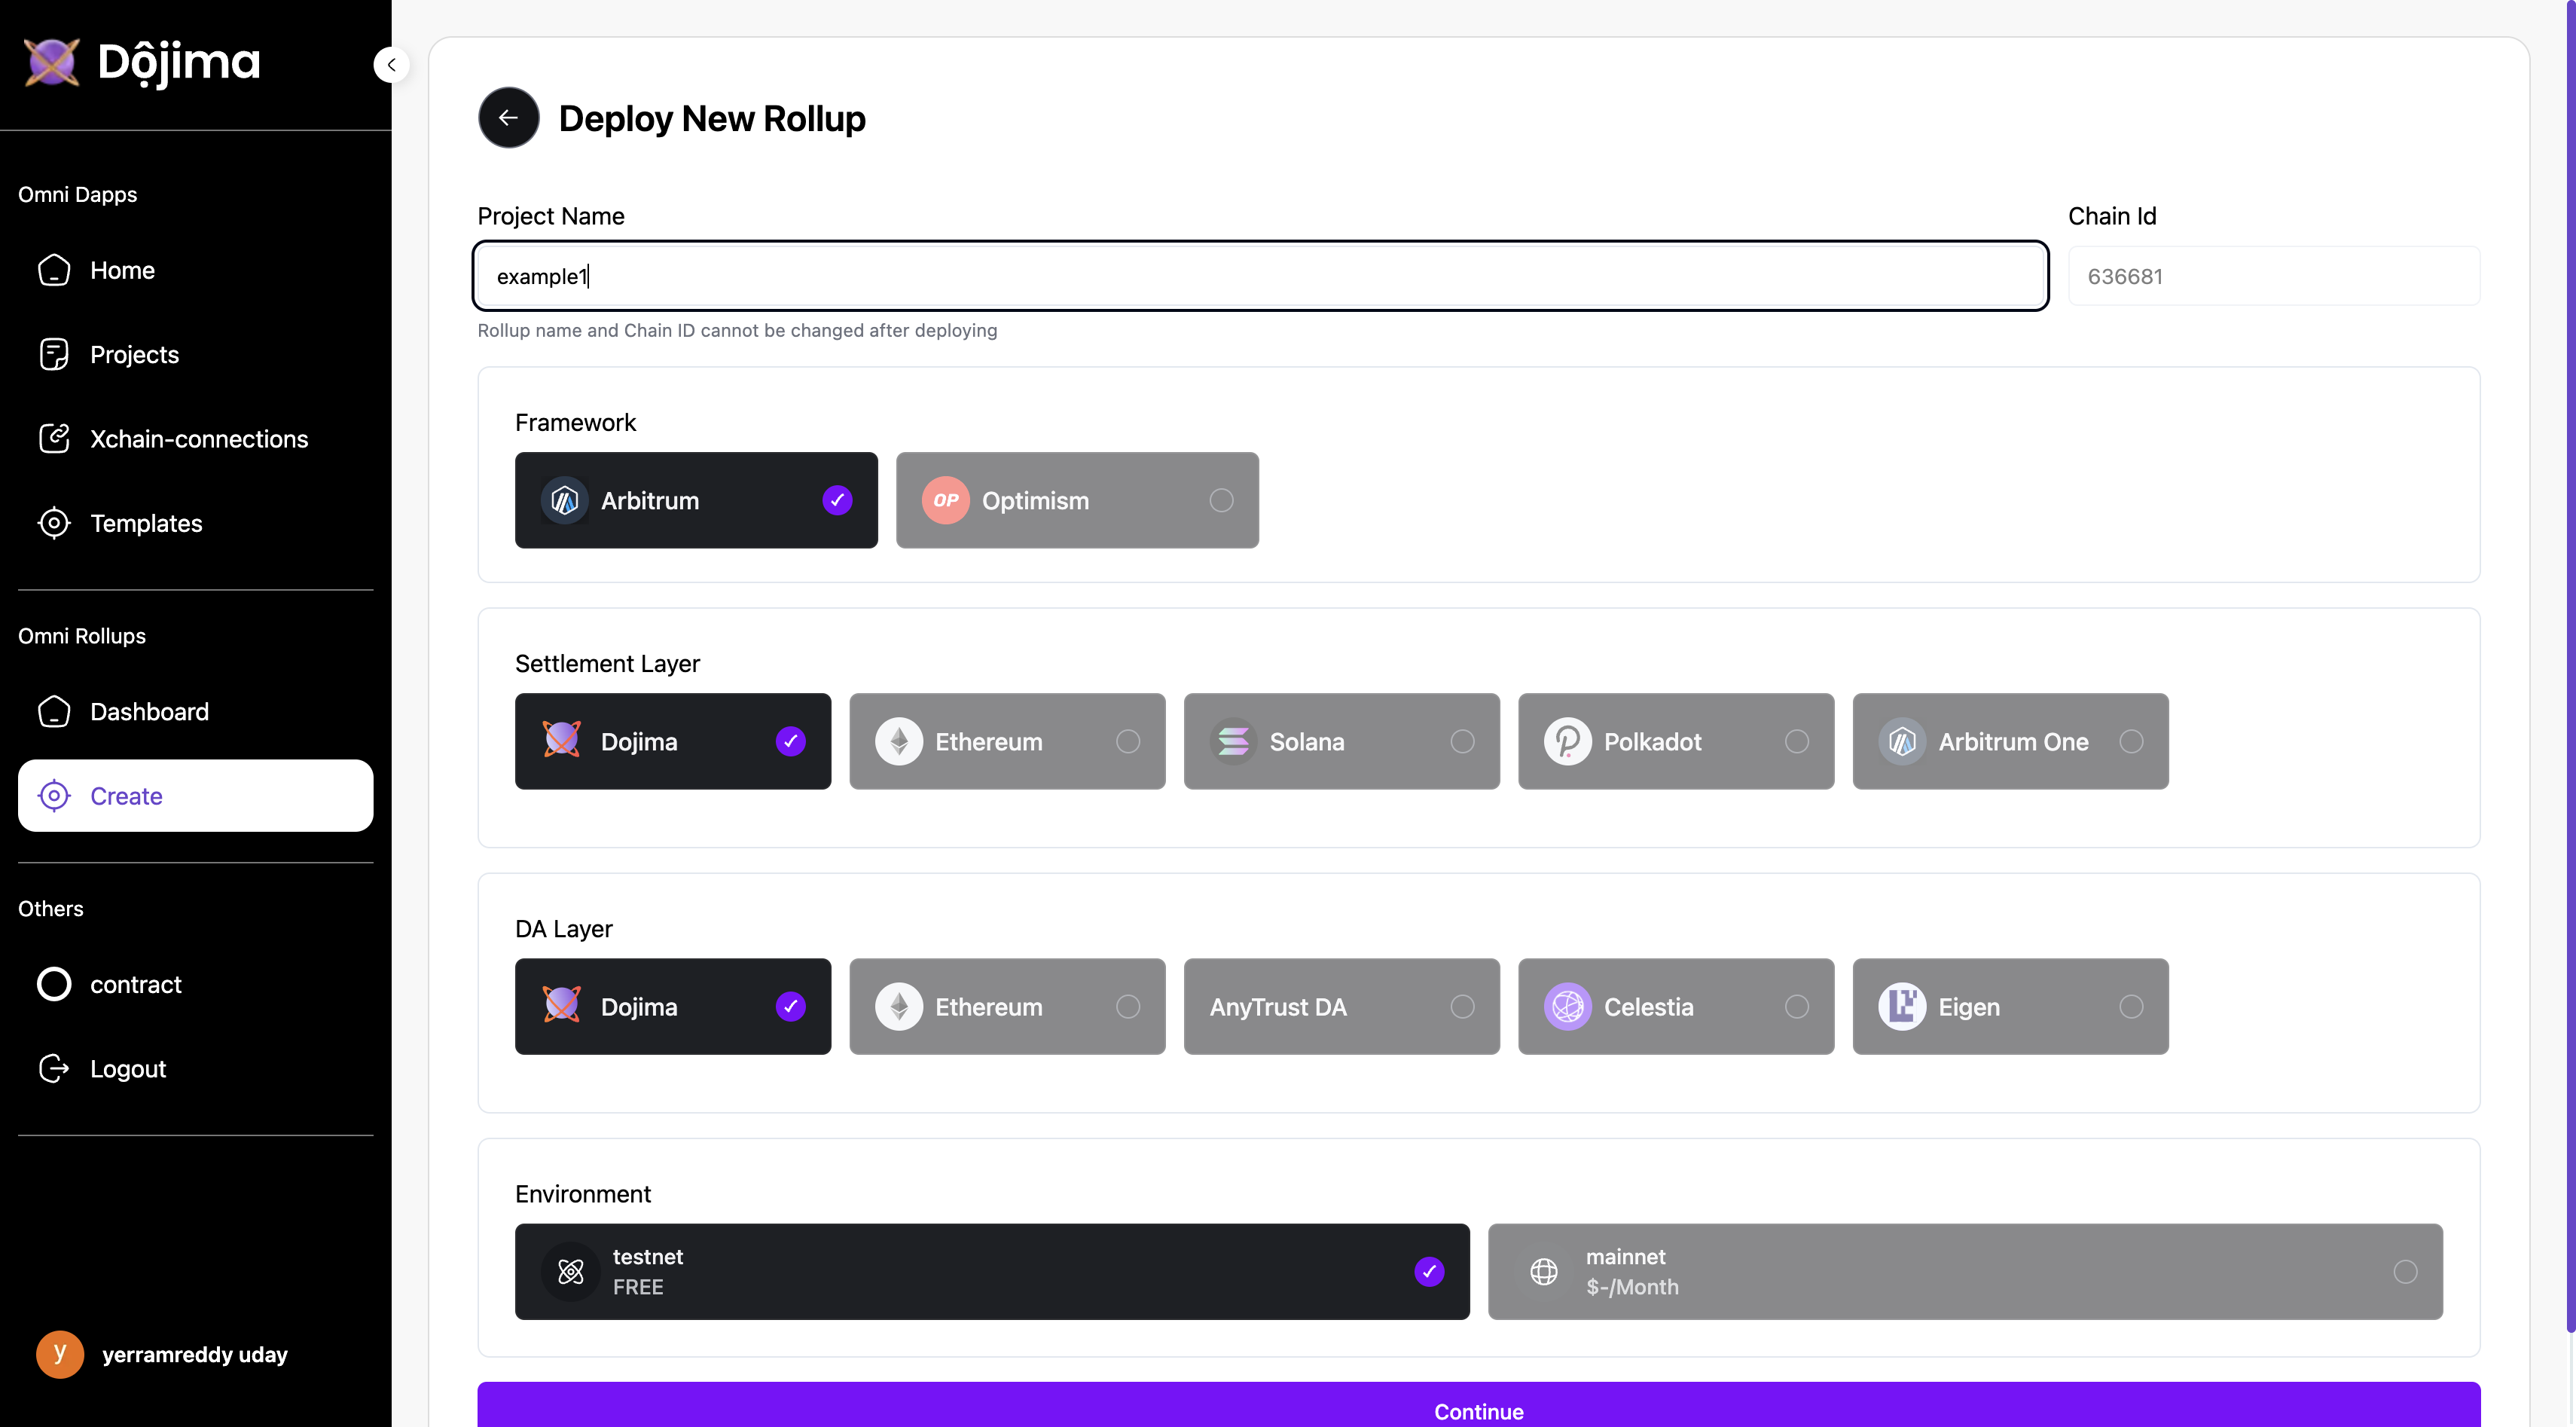 Dộjima
Omni Dapps
Home
Projects
Xchain-connections
Templates
Omni Rollups
Dashboard
Create
Others
contract
Logout
y
yerramreddy uday
Deploy New Rollup
Project Name
Chain Id
example1
636681
Rollup name and Chain ID cannot be changed after deploying
Framework
Arbitrum
OP Optimism
Settlement Layer
Dojima
Ethereum
Solana
Polkadot
Arbitrum One
DA Layer
Dojima
Ethereum
AnyTrust DA
Celestia
Eigen
Environment
testnet
FREE
mainnet
$-/Month
Continue